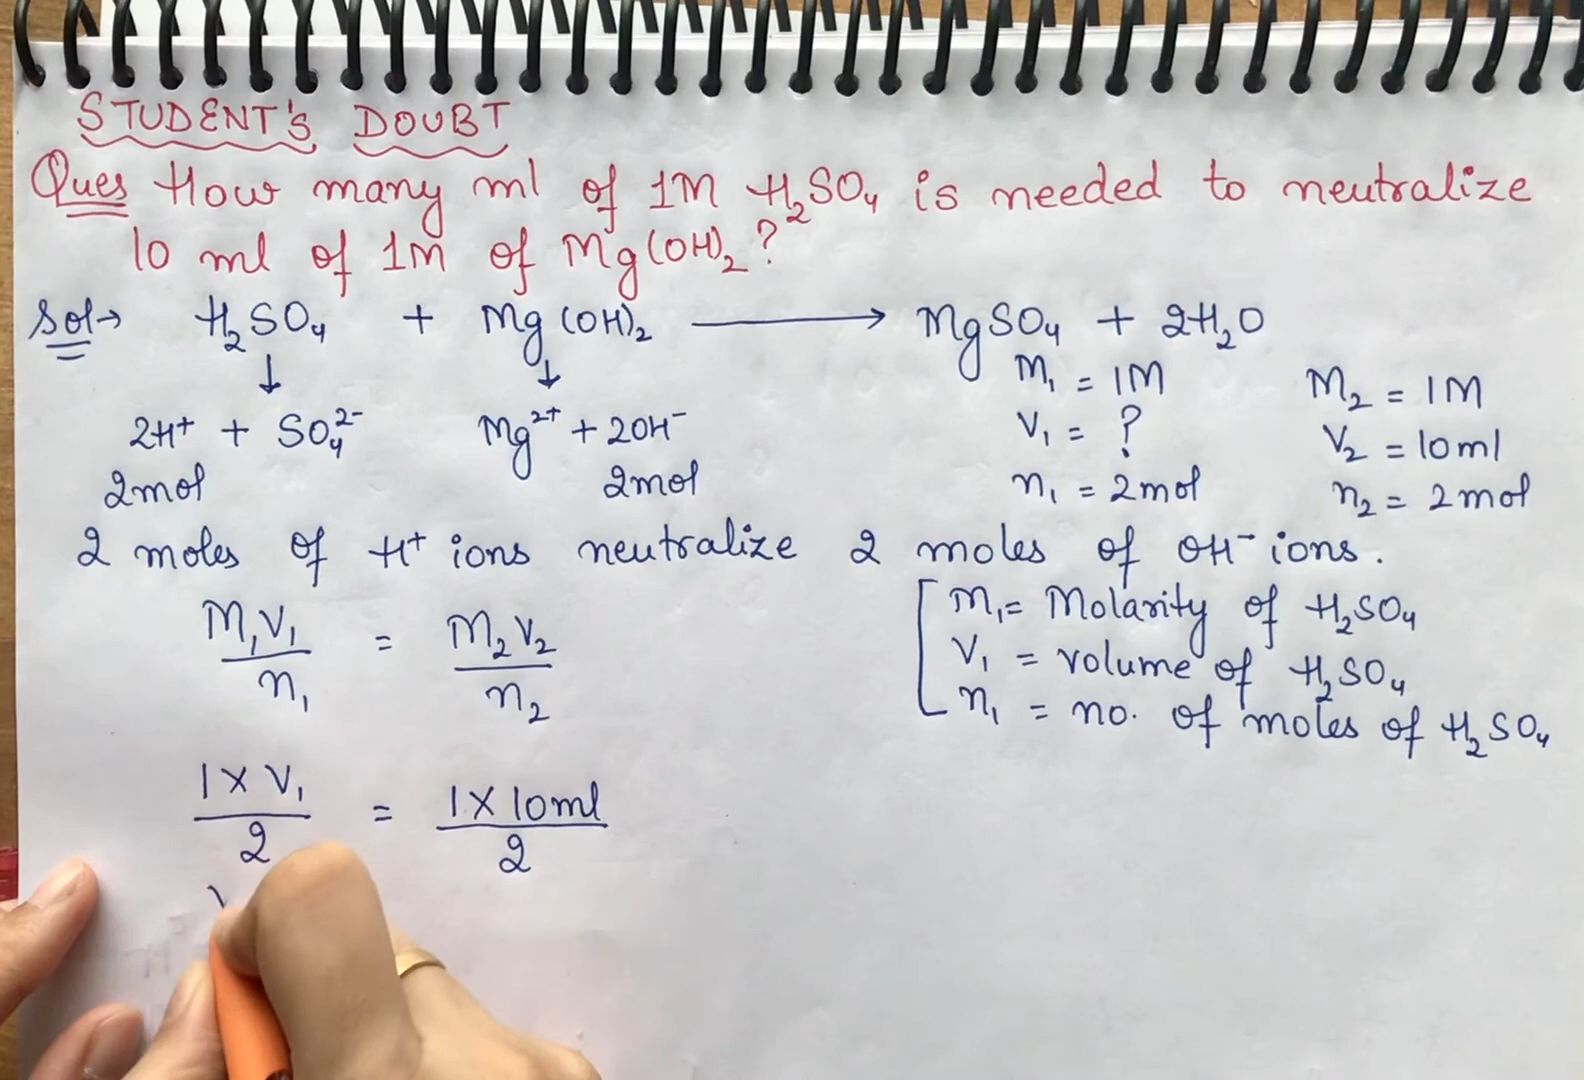 STUDENT'S DOUBT
Ques How many ml of 1M H₂SO₄ is needed to neutralize
10 ml of 1M of Mg(OH)₂?
Sol→ H₂SO₄ + Mg(OH)₂ ⟶ MgSO₄ + 2H₂O
↓ ↓ M₁ = 1M M₂ = 1M
2H⁺ + SO₄²⁻ Mg²⁺ + 2OH⁻ V₁ = ? V₂ = 10ml
2mol 2mol n₁ = 2mol n₂ = 2mol
2 moles of H⁺ ions neutralize 2 moles of OH⁻ ions.
M₁V₁/n₁ = M₂V₂/n₂
[M₁= Molarity of H₂SO₄
V₁ = volume of H₂SO₄
n₁ = no. of moles of H₂SO₄
1 X V₁/2 = 1 X 10ml/2